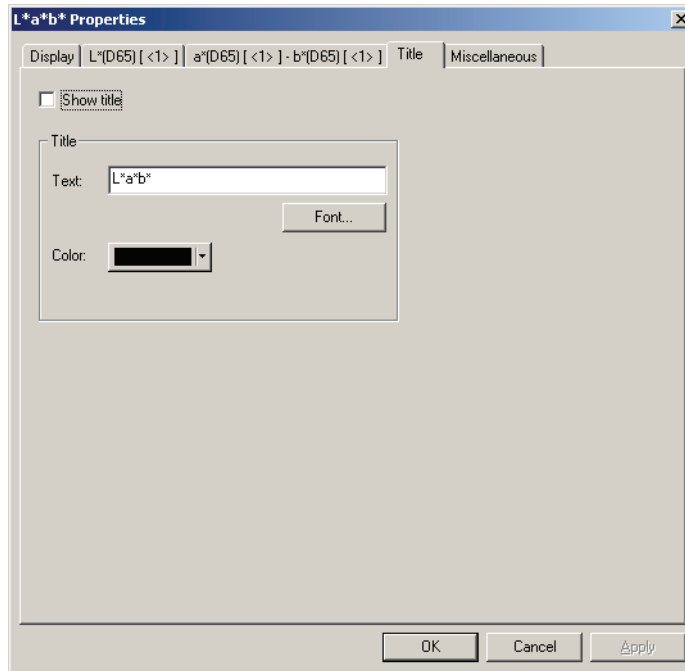 L*a*b* Properties
Display L*(D65) [ <1> ] a*(D65) [ <1> ] - b*(D65) [ <1> ] Title Miscellaneous
Show title
Title
Text: L*a*b*
Font...
Color:
OK Cancel Apply